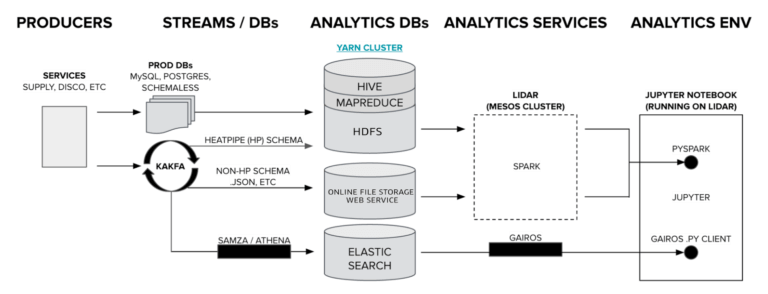 PRODUCERS
STREAMS / DBs
ANALYTICS DBs
ANALYTICS SERVICES
ANALYTICS ENV
YARN CLUSTER
SERVICES
SUPPLY, DISCO, ETC
PROD DBs
MySQL, POSTGRES,
SCHEMALESS
KAKFA
HEATPIPE (HP) SCHEMA
NON-HP SCHEMA
.JSON, ETC
SAMZA / ATHENA
HIVE
MAPREDUCE
HDFS
ONLINE FILE STORAGE
WEB SERVICE
ELASTIC
SEARCH
LIDAR
(MESOS CLUSTER)
SPARK
GAIROS
JUPYTER NOTEBOOK
(RUNNING ON LIDAR)
PYSPARK
JUPYTER
GAIROS .PY CLIENT